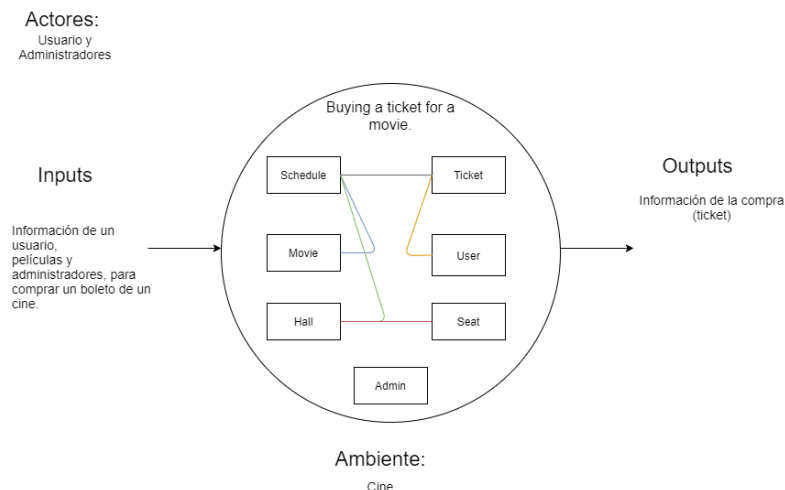 Actores:
Usuario y
Administradores
Buying a ticket for a
movie.
Inputs
Información de un
usuario,
películas y
administradores, para
comprar un boleto de un
cine.
Schedule
Ticket
Movie
User
Hall
Seat
Admin
Outputs
Información de la compra
(ticket)
Ambiente:
Cine